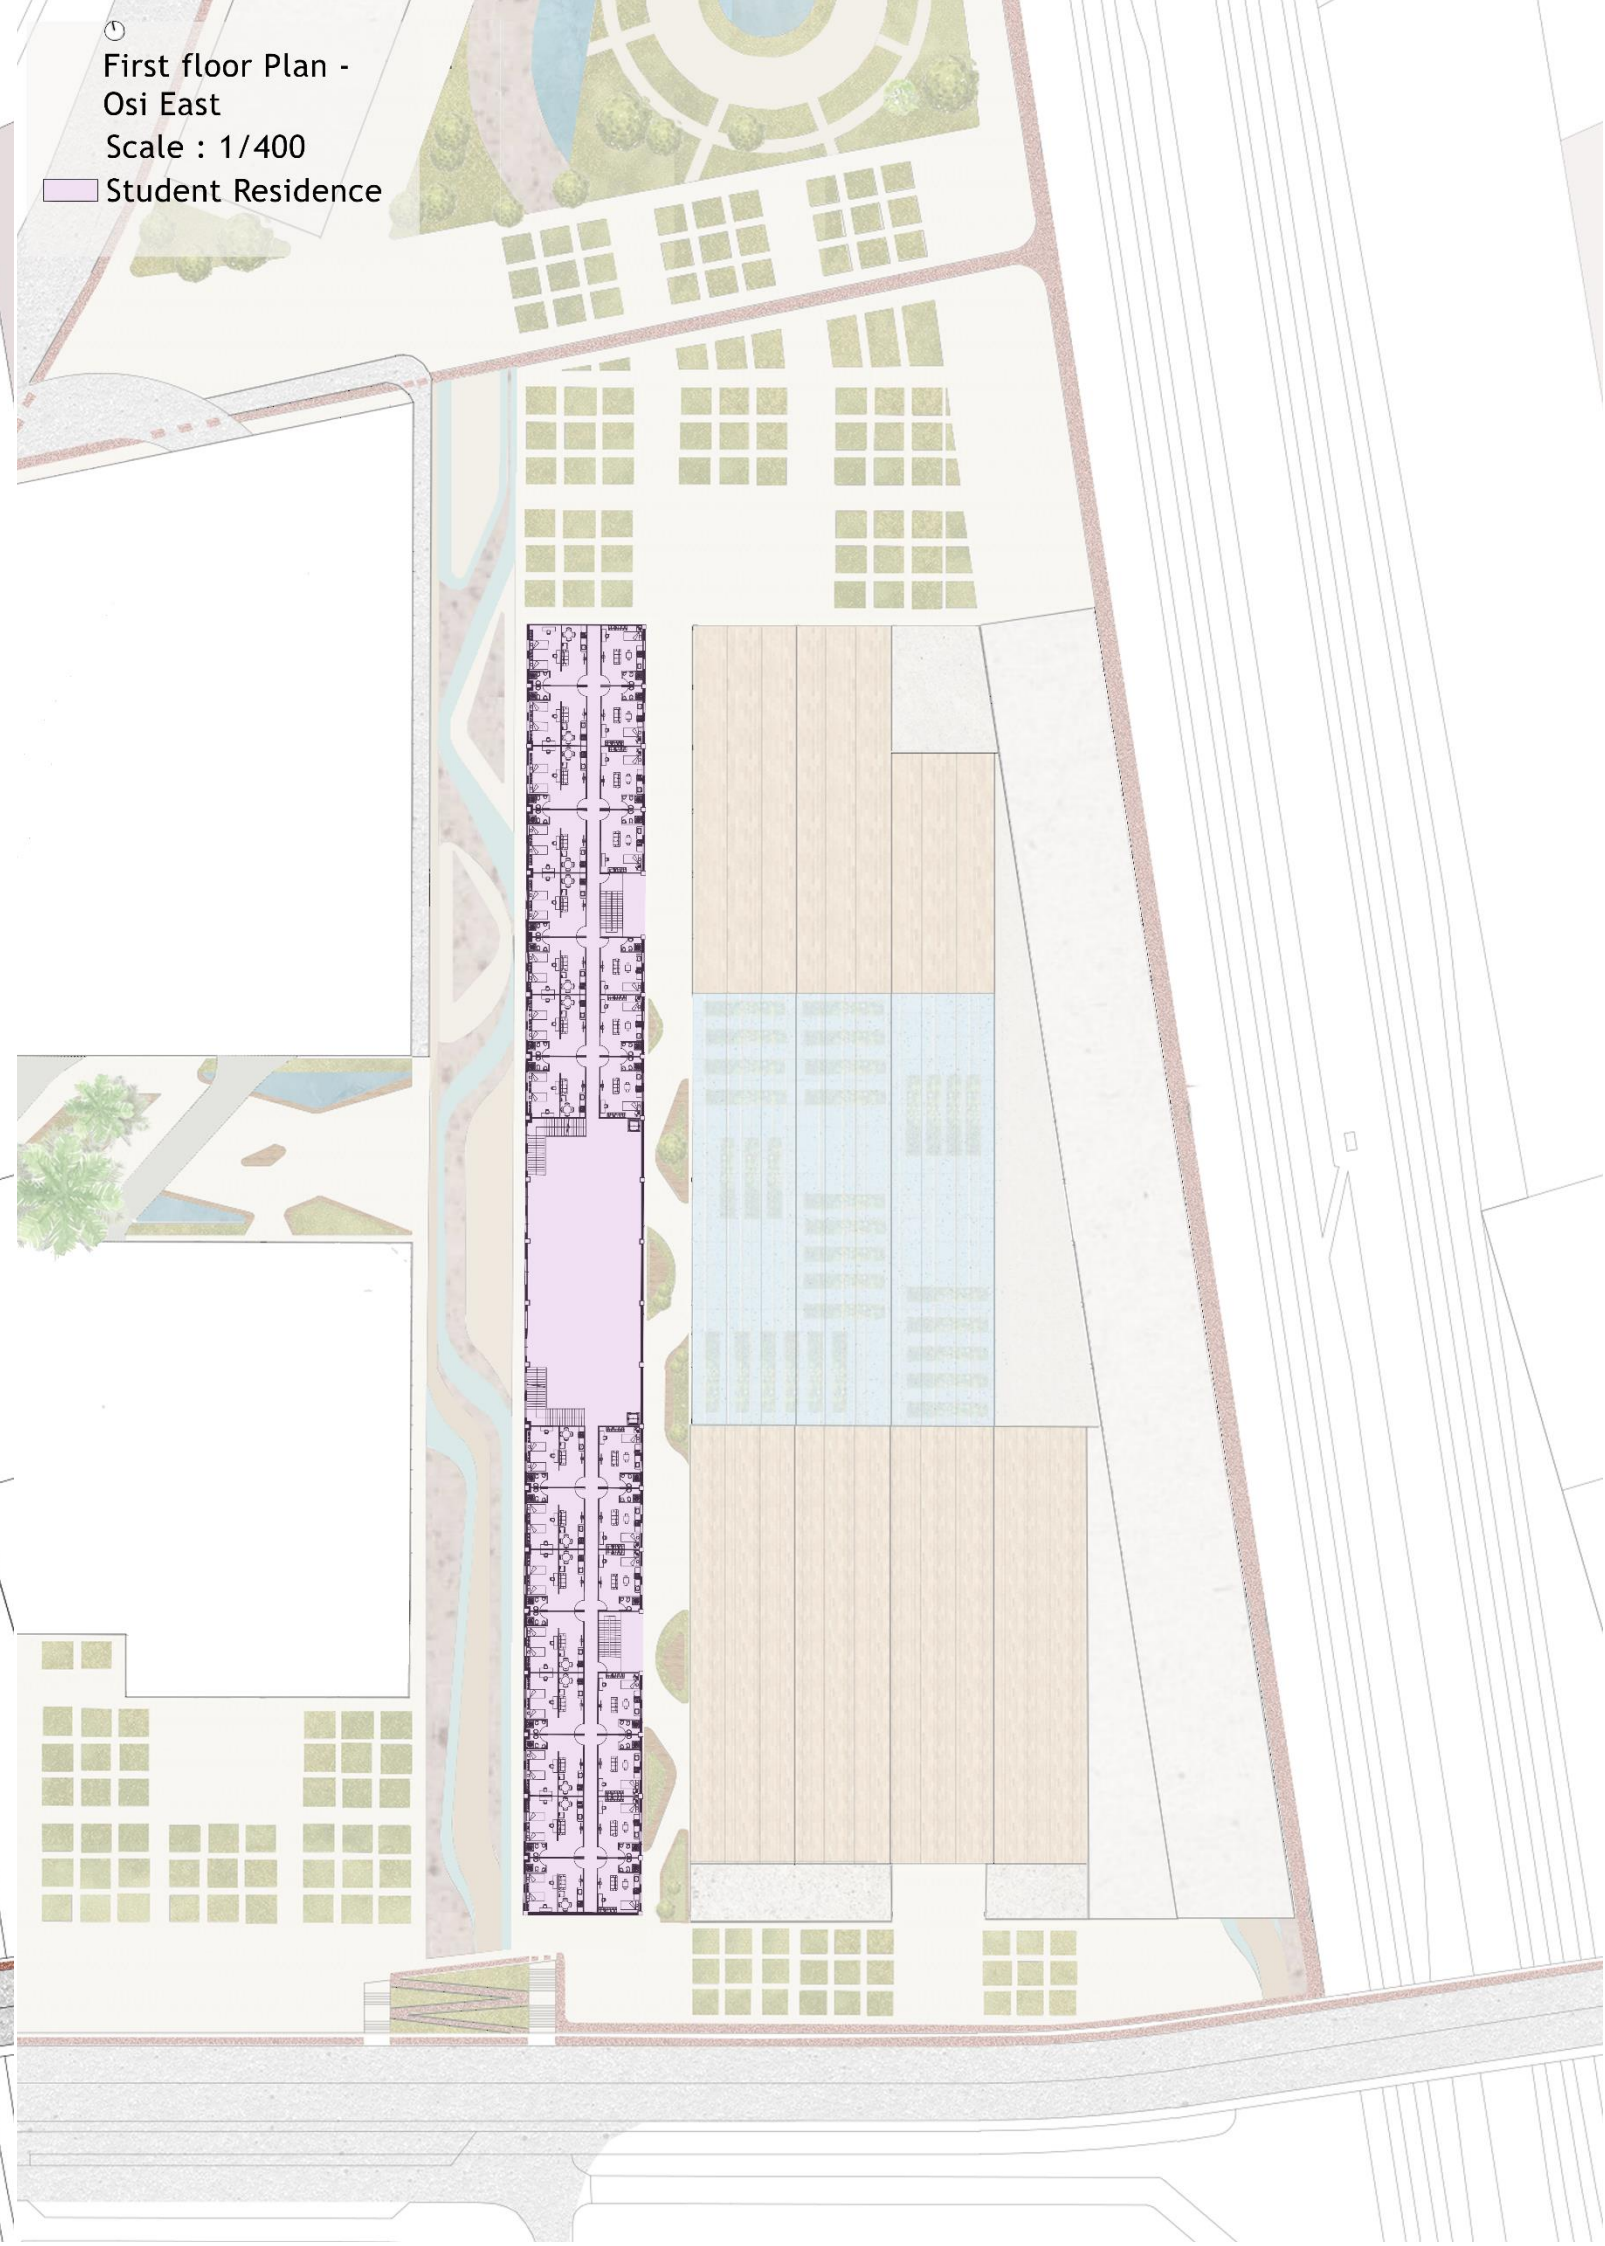 First floor Plan -
Osi East
Scale : 1/400
Student Residence